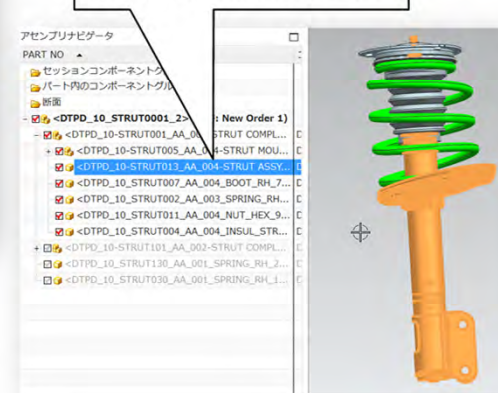 アセンブリナビゲータ
PART NO
セッションコンポーネントグ
パート内のコンポーネントグル
断面
<DTPD_10_STRUT0001_2> : New Order 1)
<DTPD_10-STRUT001_AA_00 STRUT COMPL...
<DTPD_10-STRUT005_AA_004-STRUT MOU...
<DTPD_10-STRUT013_AA_004-STRUT ASSY...
<DTPD_10_STRUT007_AA_004_BOOT_RH_7...
<DTPD_10_STRUT002_AA_003_SPRING_RH...
<DTPD_10_STRUT011_AA_004_NUT_HEX_9...
<DTPD_10_STRUT004_AA_004_INSUL_STR...
<DTPD_10-STRUT101_AA_002-STRUT COMPL...
<DTPD_10_STRUT130_AA_001_SPRING_RH_2...
<DTPD_10_STRUT030_AA_001_SPRING_RH_1...